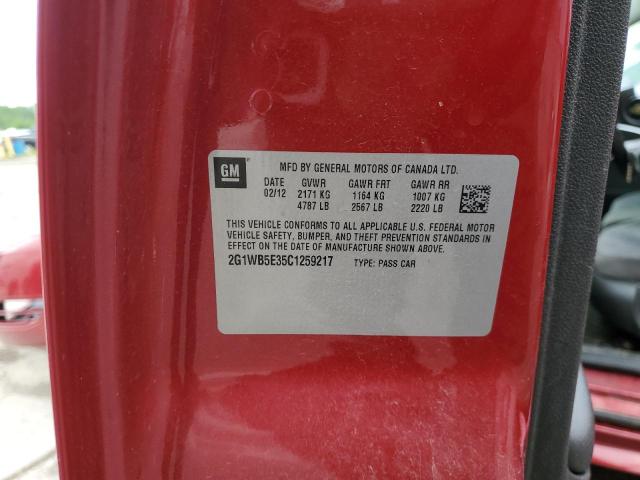 GM
MFD BY GENERAL MOTORS OF CANADA LTD.
DATE GVWR GAWR FRT GAWR RR
02/12 2171 KG 1164 KG 1007 KG
4787 LB 2567 LB 2220 LB
THIS VEHICLE CONFORMS TO ALL APPLICABLE U.S. FEDERAL MOTOR
VEHICLE SAFETY, BUMPER, AND THEFT PREVENTION STANDARDS IN
EFFECT ON THE DATE OF MANUFACTURE SHOWN ABOVE.
2G1WB5E35C1259217 TYPE: PASS CAR